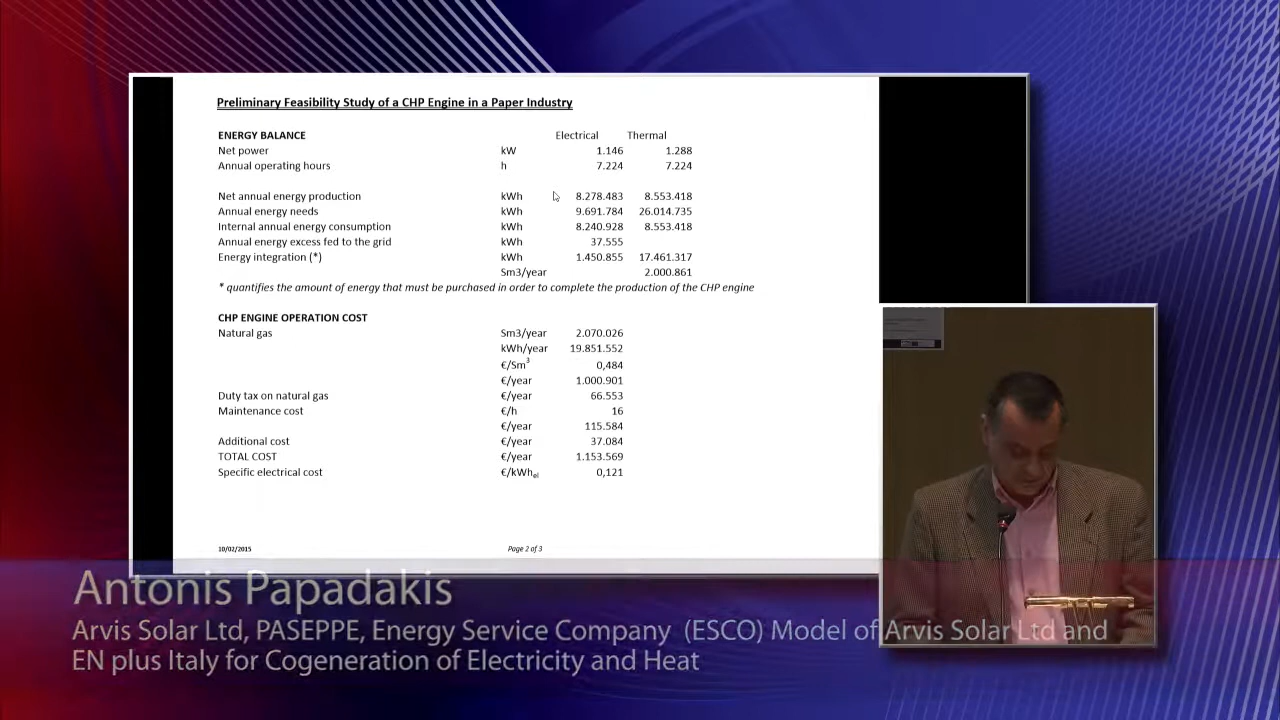 Preliminary Feasibility Study of a CHP Engine in a Paper Industry
ENERGY BALANCE Electrical Thermal
Net power kW 1.146 1.288
Annual operating hours h 7.224 7.224
Net annual energy production kWh 8.278.483 8.553.418
Annual energy needs kWh 9.691.784 26.014.735
Internal annual energy consumption kWh 8.240.928 8.553.418
Annual energy excess fed to the grid kWh 37.555
Energy integration (*) kWh 1.450.855 17.461.317
Sm3/year 2.000.861
* quantifies the amount of energy that must be purchased in order to complete the production of the CHP engine
CHP ENGINE OPERATION COST
Natural gas Sm3/year 2.070.026
kWh/year 19.851.552
€/Sm³ 0,484
€/year 1.000.901
Duty tax on natural gas €/year 66.553
Maintenance cost €/h 16
€/year 115.584
Additional cost €/year 37.084
TOTAL COST €/year 1.153.569
Specific electrical cost €/kWhel 0,121
10/02/2015 Page 2 of 3
Antonis Papadakis
Arvis Solar Ltd, PASEPPE, Energy Service Company (ESCO) Model of Arvis Solar Ltd and
EN plus Italy for Cogeneration of Electricity and Heat